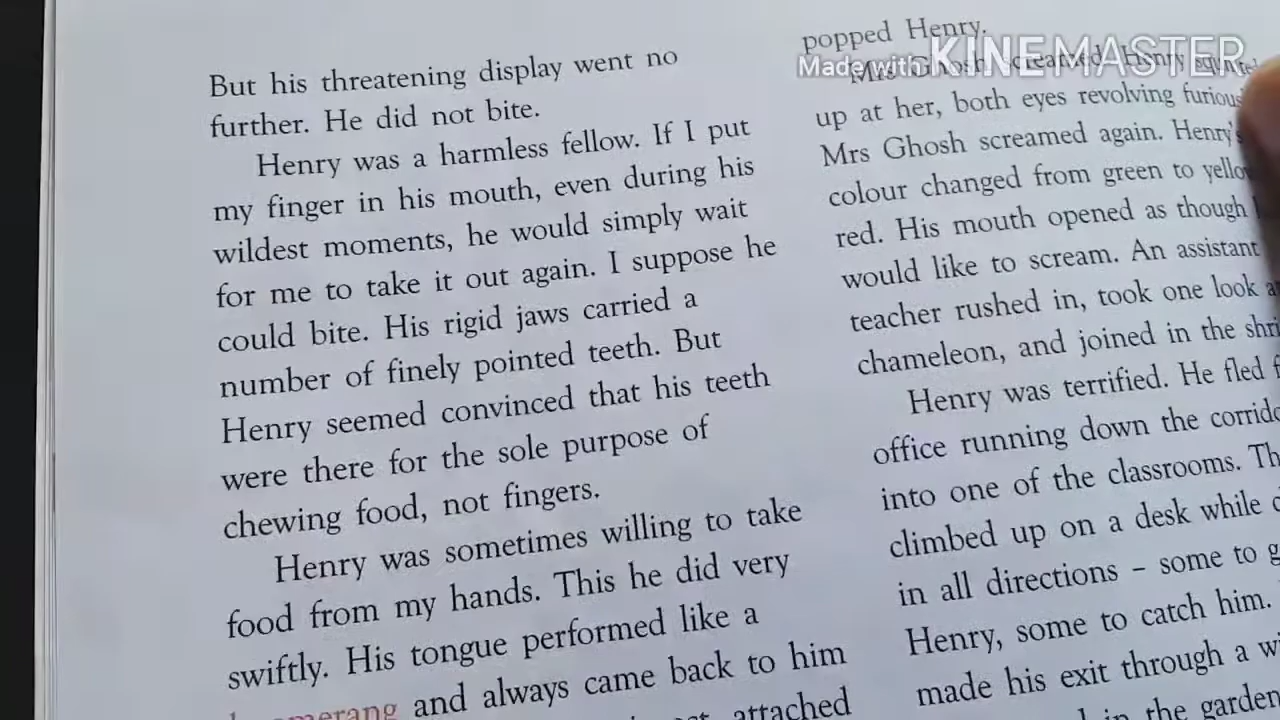 But his threatening display went no
further. He did not bite.
Henry was a harmless fellow. If I put
my finger in his mouth, even during his
wildest moments, he would simply wait
for me to take it out again. I suppose he
could bite. His rigid jaws carried a
number of finely pointed teeth. But
Henry seemed convinced that his teeth
were there for the sole purpose of
chewing food, not fingers.
Henry was sometimes willing to take
food from my hands. This he did very
swiftly. His tongue performed like a
and always came back to him
attached
popped Henry.
Made with KINEMASTER
Mrs Ghosh screamed. Henry
up at her, both eyes revolving
Mrs Ghosh screamed again. Henry's
colour changed from green to
red. His mouth opened as though
would like to scream. An assistant
teacher rushed in, took one look
chameleon, and joined in the
Henry was terrified. He fled
office running down the
into one of the classrooms.
climbed up on a desk while
in all directions – some to
Henry, some to catch him.
made his exit through a
in the garden